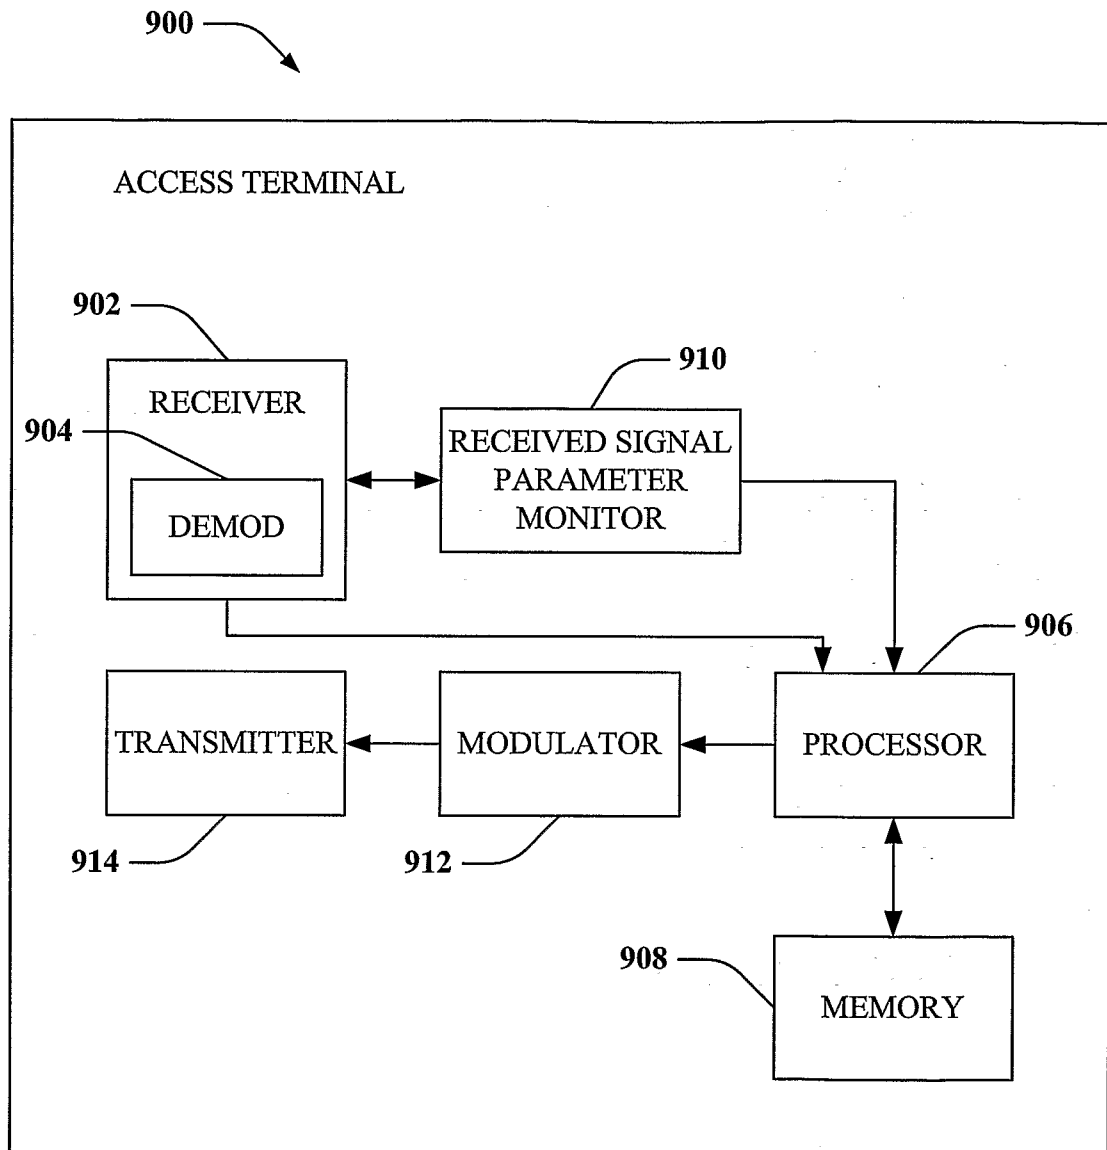 900
ACCESS TERMINAL
902
RECEIVER
904
DEMOD
910
RECEIVED SIGNAL
PARAMETER
MONITOR
906
TRANSMITTER
MODULATOR
PROCESSOR
914
912
908
MEMORY